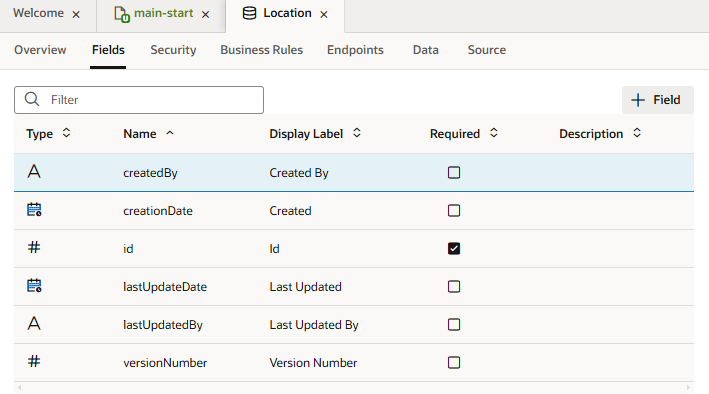 Welcome × main-start × Location ×
Overview Fields Security Business Rules Endpoints Data Source
Filter + Field
Type Name Display Label Required Description
A createdBy Created By
creationDate Created
# id Id
lastUpdateDate Last Updated
A lastUpdatedBy Last Updated By
# versionNumber Version Number